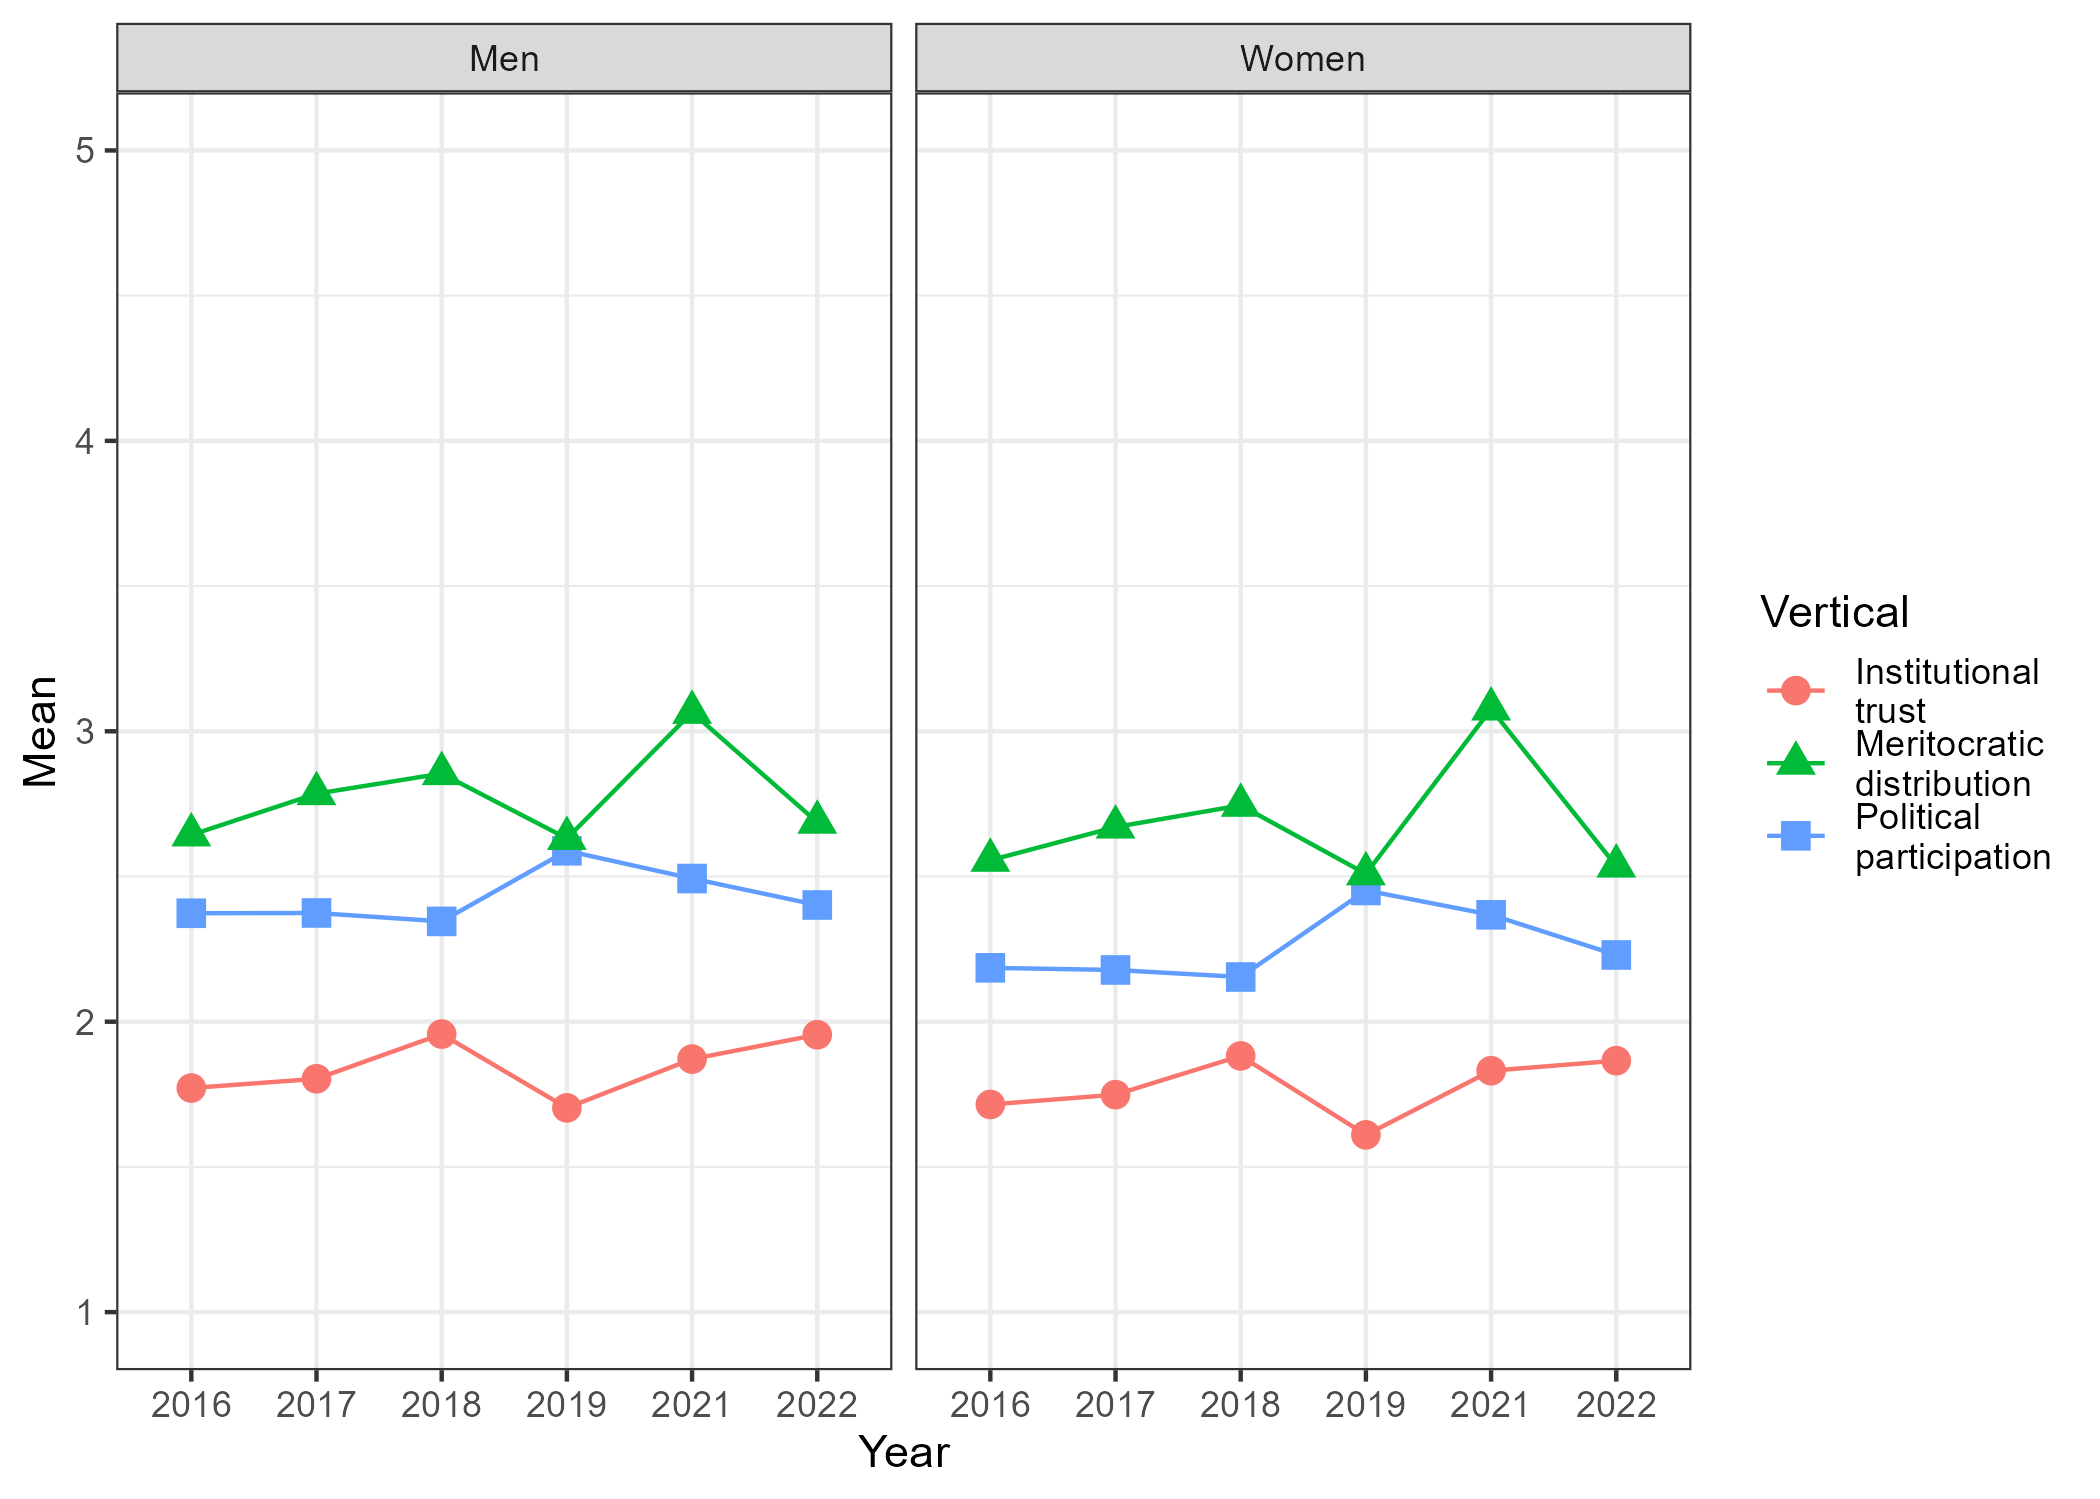 Men
Women
5
4
3
2
1
Mean
2016 2017 2018 2019 2021 2022
2016 2017 2018 2019 2021 2022
Year
Vertical
Institutional
trust
Meritocratic
distribution
Political
participation